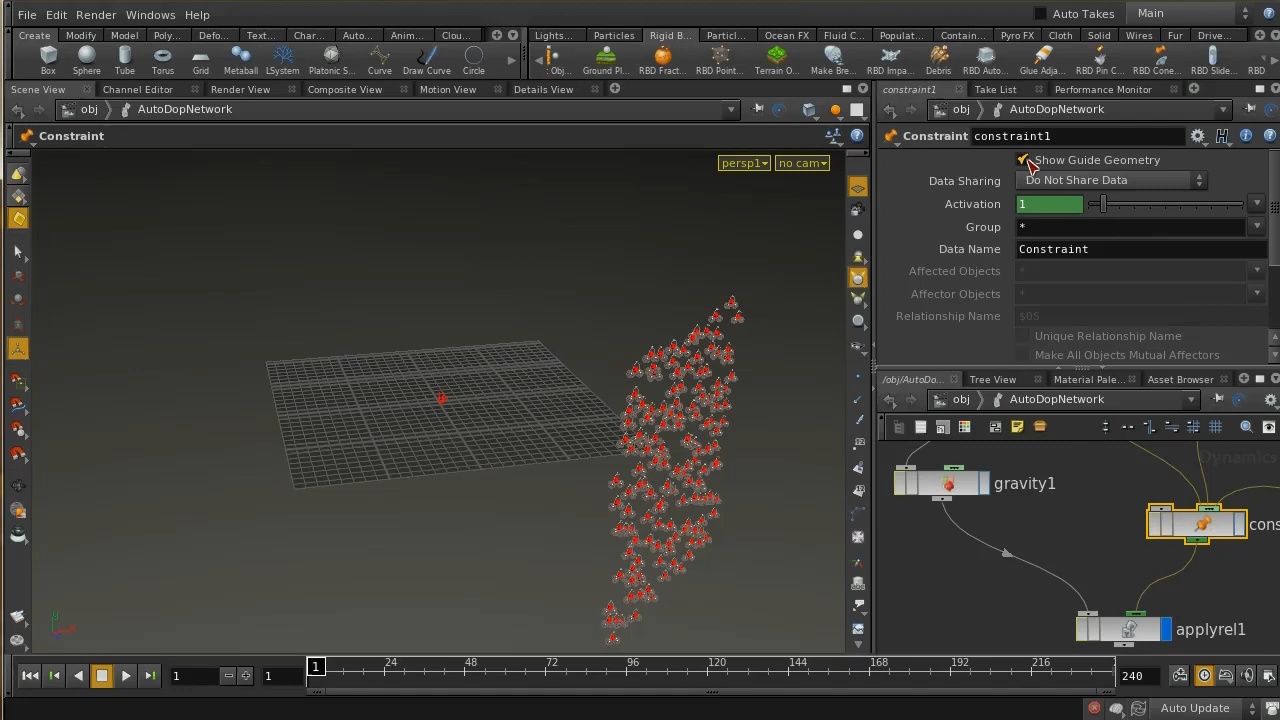 File Edit Render Windows Help Auto Takes Main
Create Modify Model Poly... Defo... Text... Char... Auto... Anim... Clou... Lights... Particles Rigid B... Particl... Ocean FX Fluid C... Populat... Contain... Pyro FX Cloth Solid Wires Fur Drive...
Box Sphere Tube Torus Grid Metaball LSystem Platonic S... Curve Draw Curve Circle : Obj... Ground Pl... RBD Fract... RBD Point... Terrain O... Make Bre... RBD Impa... Debris RBD Auto... Glue Adja... RBD Pin C... RBD Cone... RBD Slide... RBD
Scene View Channel Editor Render View Composite View Motion View Details View constraint1 Take List Performance Monitor
obj AutoDopNetwork obj AutoDopNetwork
Constraint Constraint constraint1
persp1 no cam
Show Guide Geometry
Data Sharing Do Not Share Data
Activation 1
Group *
Data Name Constraint
Affected Objects *
Affector Objects *
Relationship Name $OS
Unique Relationship Name
Make All Objects Mutual Affectors
/obj/AutoDo... Tree View Material Pale... Asset Browser
obj AutoDopNetwork
Dynamics
gravity1
cons
applyrel1
1 1 1 24 48 72 96 120 144 168 192 216 240
Auto Update